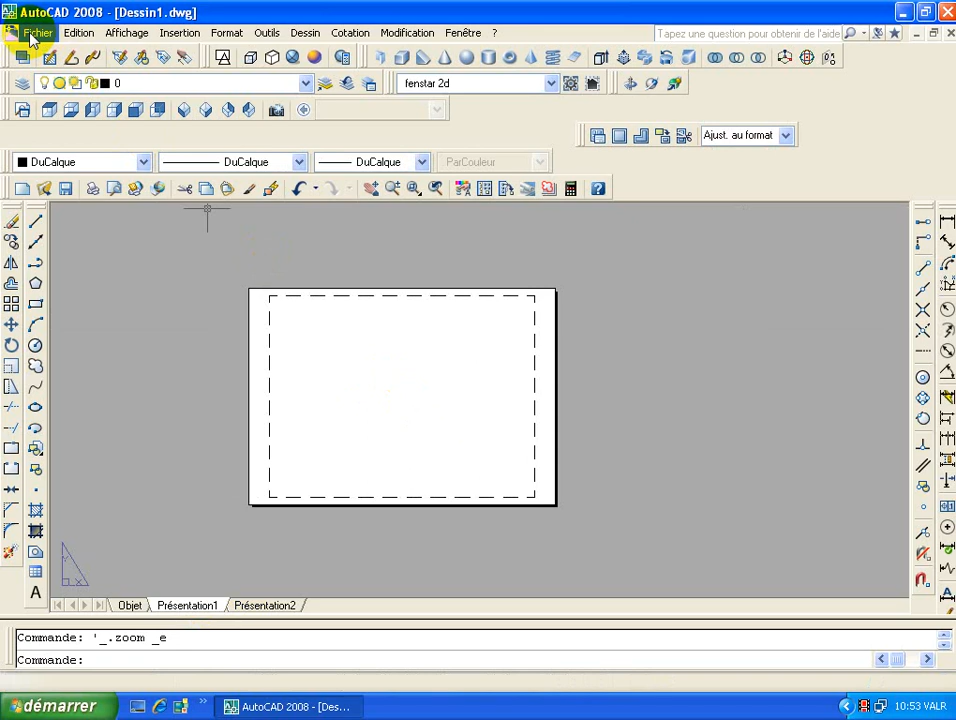 AutoCAD 2008 - [Dessin1.dwg]
Fichier Edition Affichage Insertion Format Outils Dessin Cotation Modification Fenêtre ? Tapez une question pour obtenir de l'aide
0 fenstar 2d
Ajust. au format
DuCalque DuCalque DuCalque ParCouleur
Objet Présentation1 Présentation2
Commande: '_.zoom _e
Commande:
démarrer AutoCAD 2008 - [Des... 10:53 VALR